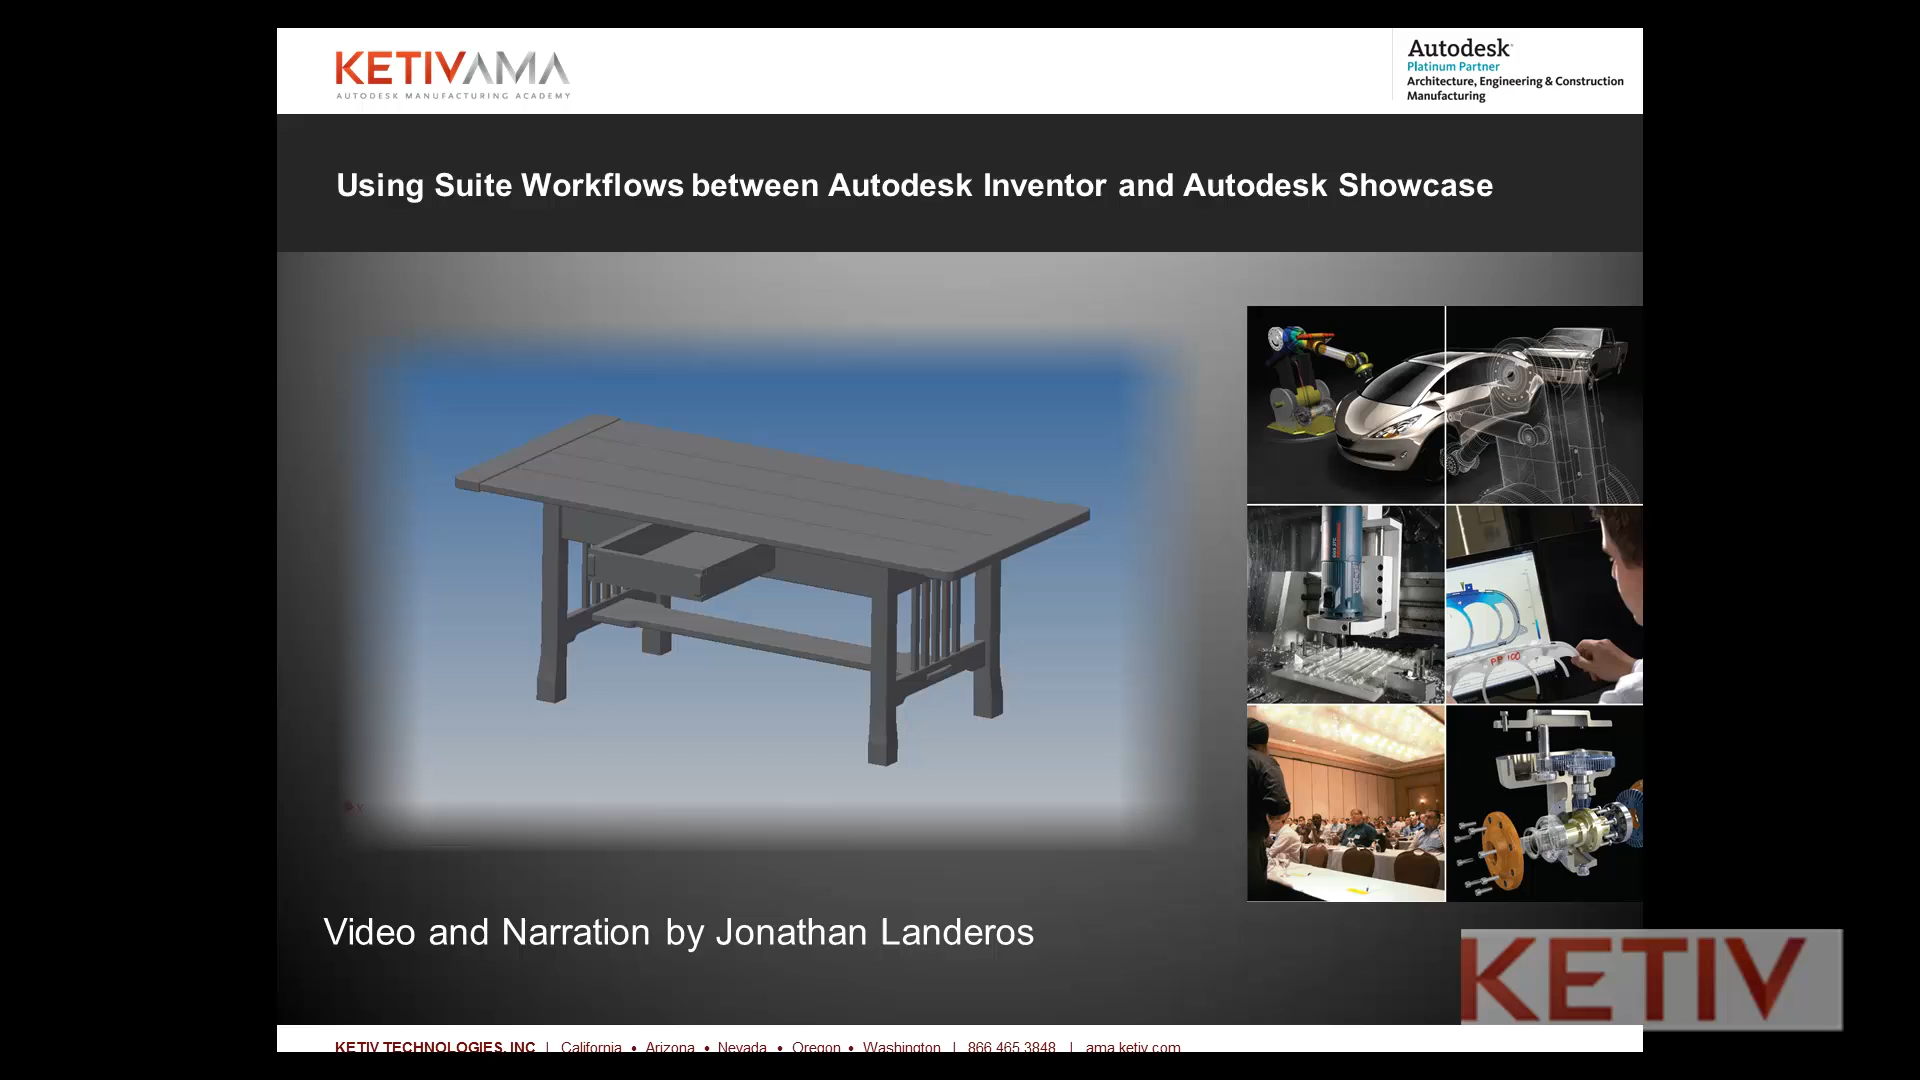 KETIVAMA
AUTODESK MANUFACTURING ACADEMY
Autodesk
Platinum Partner
Architecture, Engineering & Construction
Manufacturing
Using Suite Workflows between Autodesk Inventor and Autodesk Showcase
Video and Narration by Jonathan Landeros
KETIV
KETIV TECHNOLOGIES, INC | California • Arizona • Nevada • Oregon • Washington | 866.465.3848 | ama.ketiv.com